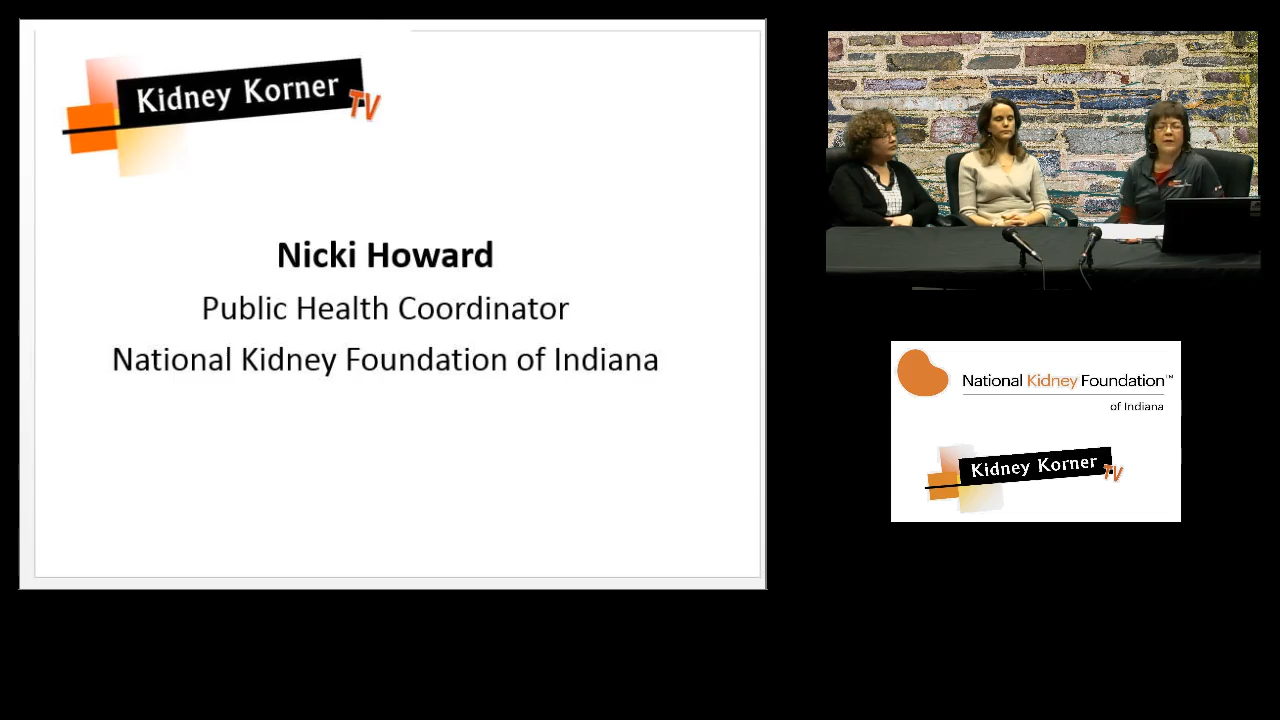 Kidney Korner TV
Nicki Howard
Public Health Coordinator
National Kidney Foundation of Indiana
National Kidney Foundation™
of Indiana
Kidney Korner TV